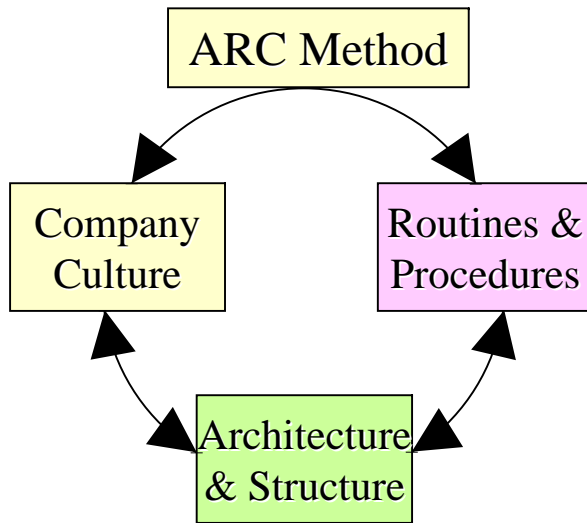 ARC Method
Company
Culture
Routines &
Procedures
Architecture
& Structure